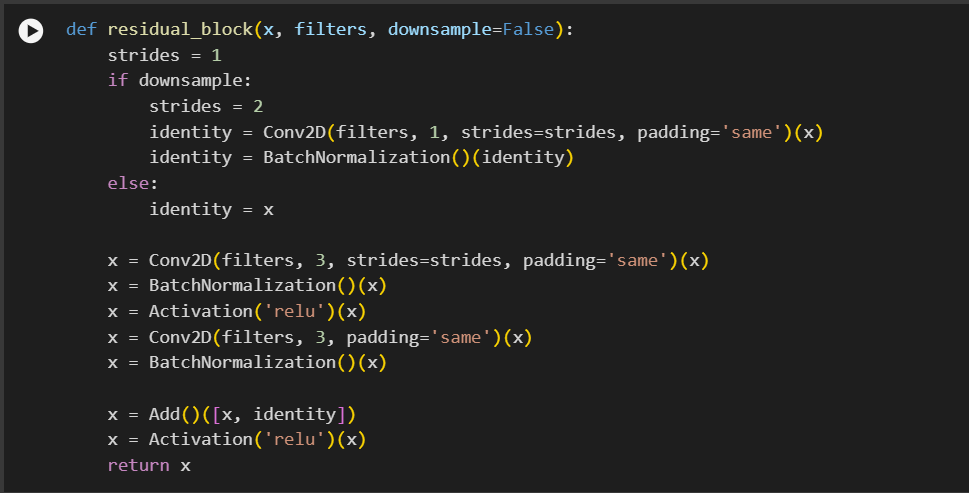 def residual_block(x, filters, downsample=False):
    strides = 1
    if downsample:
        strides = 2
        identity = Conv2D(filters, 1, strides=strides, padding='same')(x)
        identity = BatchNormalization()(identity)
    else:
        identity = x

    x = Conv2D(filters, 3, strides=strides, padding='same')(x)
    x = BatchNormalization()(x)
    x = Activation('relu')(x)
    x = Conv2D(filters, 3, padding='same')(x)
    x = BatchNormalization()(x)

    x = Add()([x, identity])
    x = Activation('relu')(x)
    return x